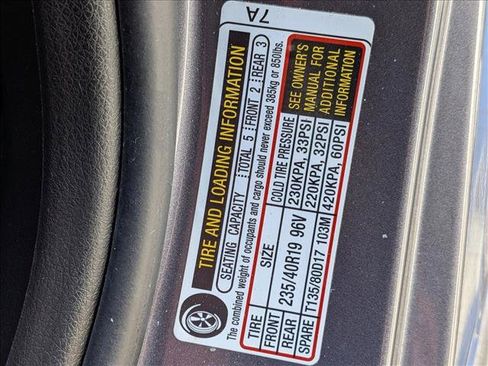 7A
TIRE AND LOADING INFORMATION
SEATING CAPACITY TOTAL 5 FRONT 2 REAR 3
The combined weight of occupants and cargo should never exceed 385kg or 850lbs.
TIRE SIZE COLD TIRE PRESSURE
FRONT 235/40R19 96V 230KPA, 33PSI
REAR 220KPA, 32PSI
SPARE T135/80D17 103M 420KPA, 60PSI
SEE OWNER'S
MANUAL FOR
ADDITIONAL
INFORMATION